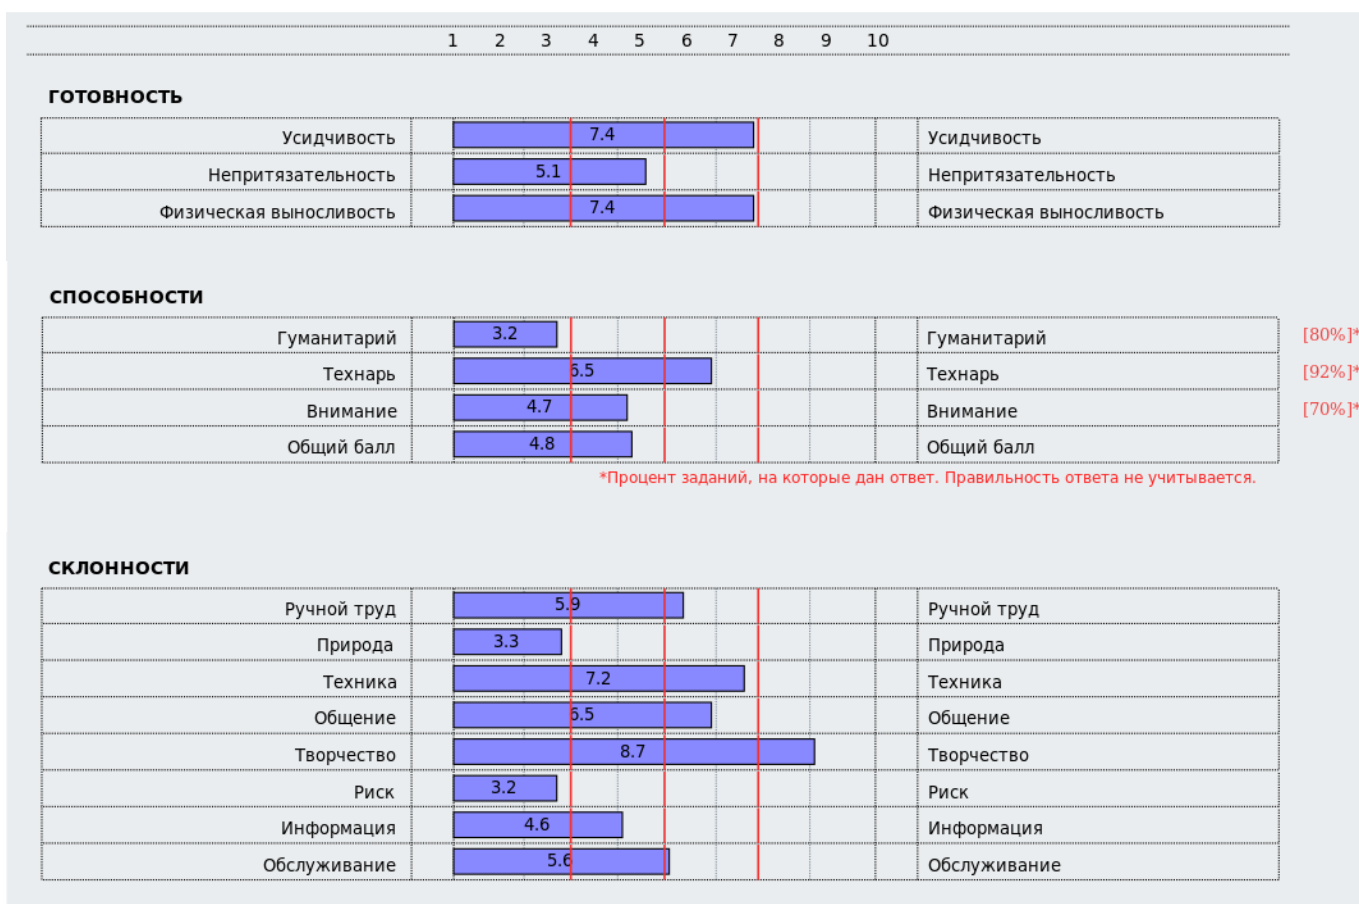 1 2 3 4 5 6 7 8 9 10
ГОТОВНОСТЬ
Усидчивость 7.4 Усидчивость
Непритязательность 5.1 Непритязательность
Физическая выносливость 7.4 Физическая выносливость
СПОСОБНОСТИ
Гуманитарий 3.2 Гуманитарий [80%]*
Технарь 6.5 Технарь [92%]*
Внимание 4.7 Внимание [70%]*
Общий балл 4.8 Общий балл
*Процент заданий, на которые дан ответ. Правильность ответа не учитывается.
СКЛОННОСТИ
Ручной труд 5.9 Ручной труд
Природа 3.3 Природа
Техника 7.2 Техника
Общение 6.5 Общение
Творчество 8.7 Творчество
Риск 3.2 Риск
Информация 4.6 Информация
Обслуживание 5.6 Обслуживание